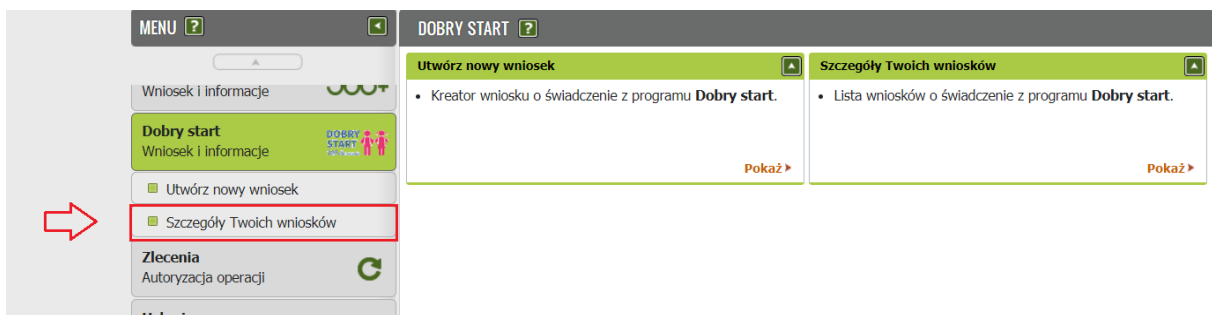 MENU ?
DOBRY START ?
Wniosek i informacje
Dobry start
Wniosek i informacje
DOBRY
START
Utwórz nowy wniosek
Szczegóły Twoich wniosków
Zlecenia
Autoryzacja operacji
Utwórz nowy wniosek
• Kreator wniosku o świadczenie z programu Dobry start.
Pokaż
Szczegóły Twoich wniosków
• Lista wniosków o świadczenie z programu Dobry start.
Pokaż